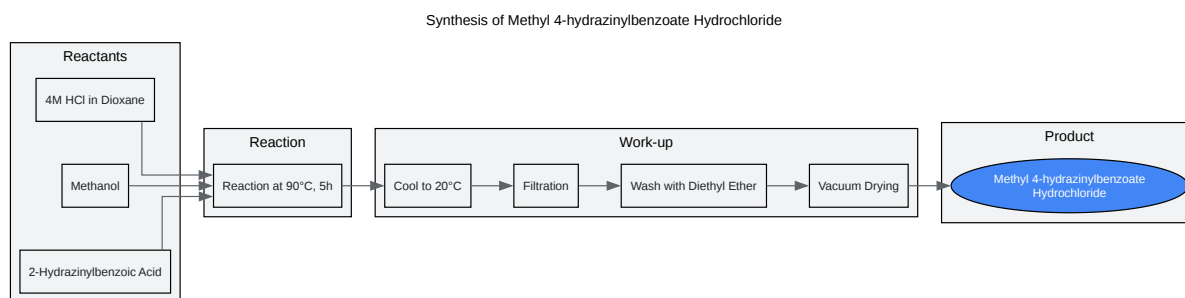 Synthesis of Methyl 4-hydrazinylbenzoate Hydrochloride
Reactants
4M HCl in Dioxane
Methanol
2-Hydrazinylbenzoic Acid
Reaction
Reaction at 90°C, 5h
Work-up
Cool to 20°C
Filtration
Wash with Diethyl Ether
Vacuum Drying
Product
Methyl 4-hydrazinylbenzoate
Hydrochloride